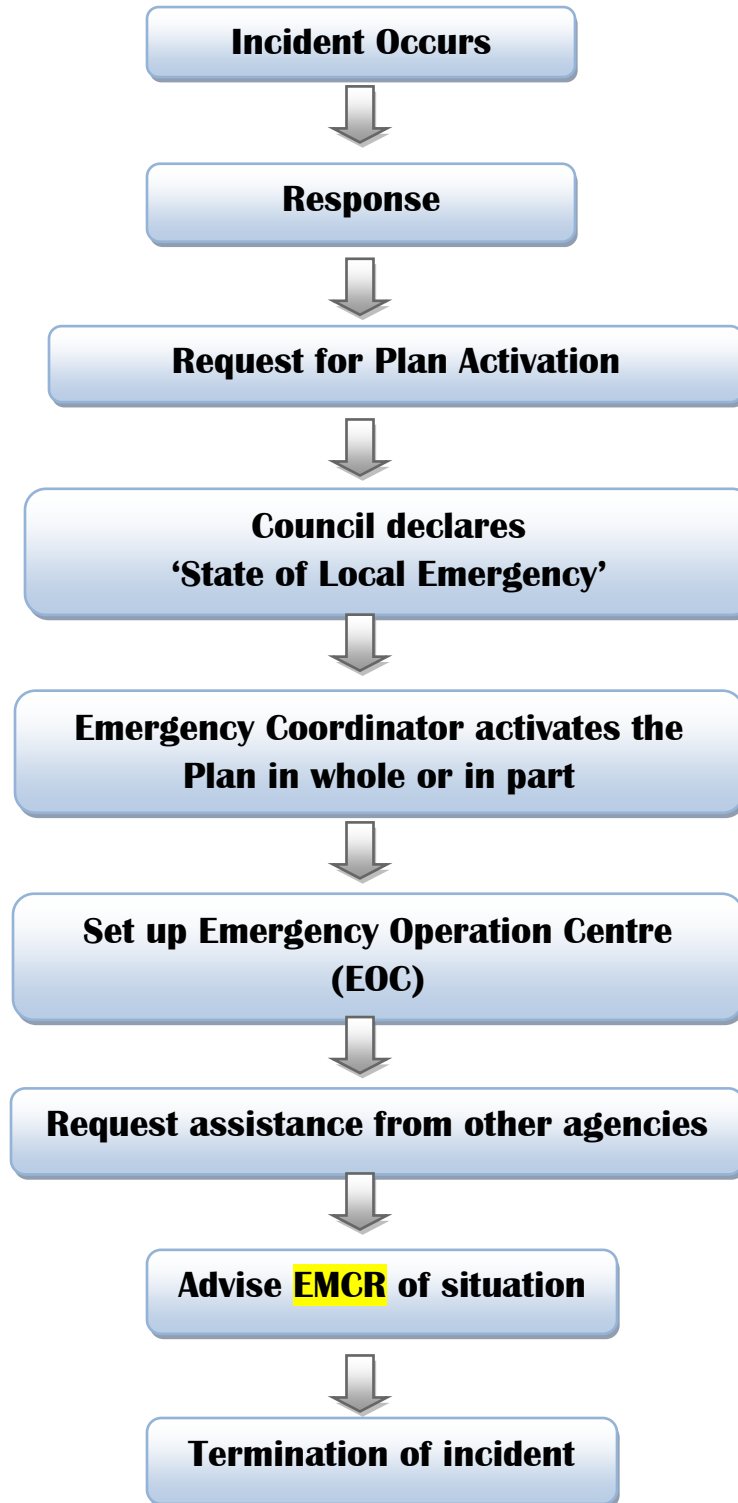 Incident Occurs
Response
Request for Plan Activation
Council declares
‘State of Local Emergency’
Emergency Coordinator activates the
Plan in whole or in part
Set up Emergency Operation Centre
(EOC)
Request assistance from other agencies
Advise EMCR of situation
Termination of incident